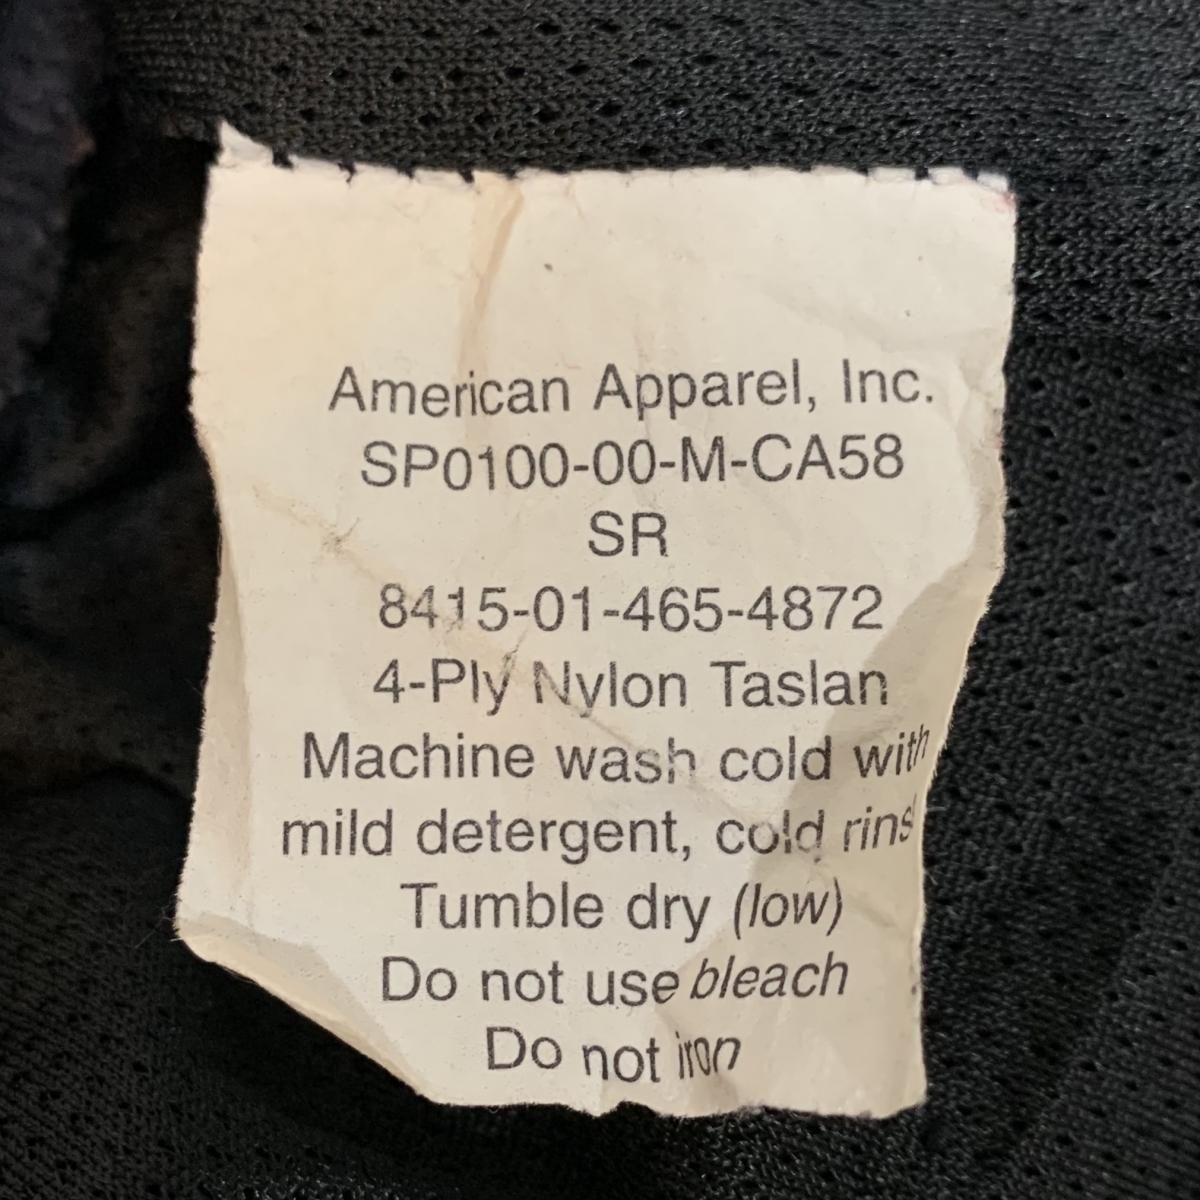 American Apparel, Inc.
SP0100-00-M-CA58
SR
8415-01-465-4872
4-Ply Nylon Taslan
Machine wash cold with
mild detergent, cold rins
Tumble dry (low)
Do not use bleach
Do not iron